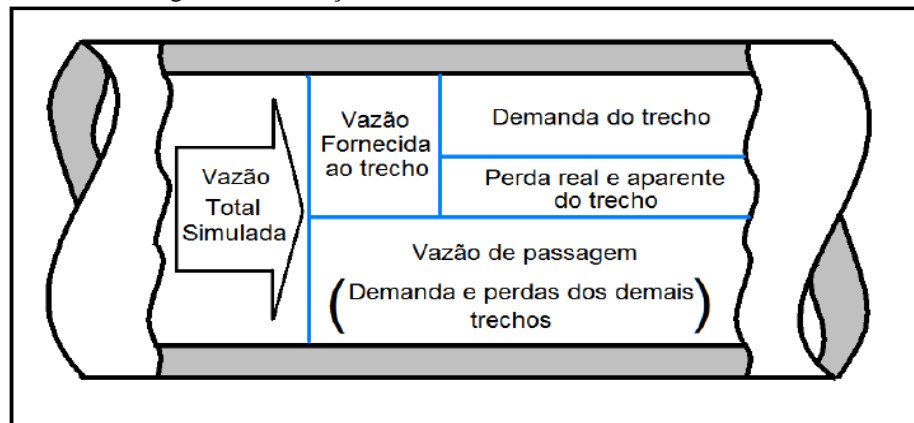 Vazão
Total
Simulada
Vazão
Fornecida
ao trecho
Demanda do trecho
Perda real e aparente
do trecho
Vazão de passagem
(Demanda e perdas dos demais
trechos)